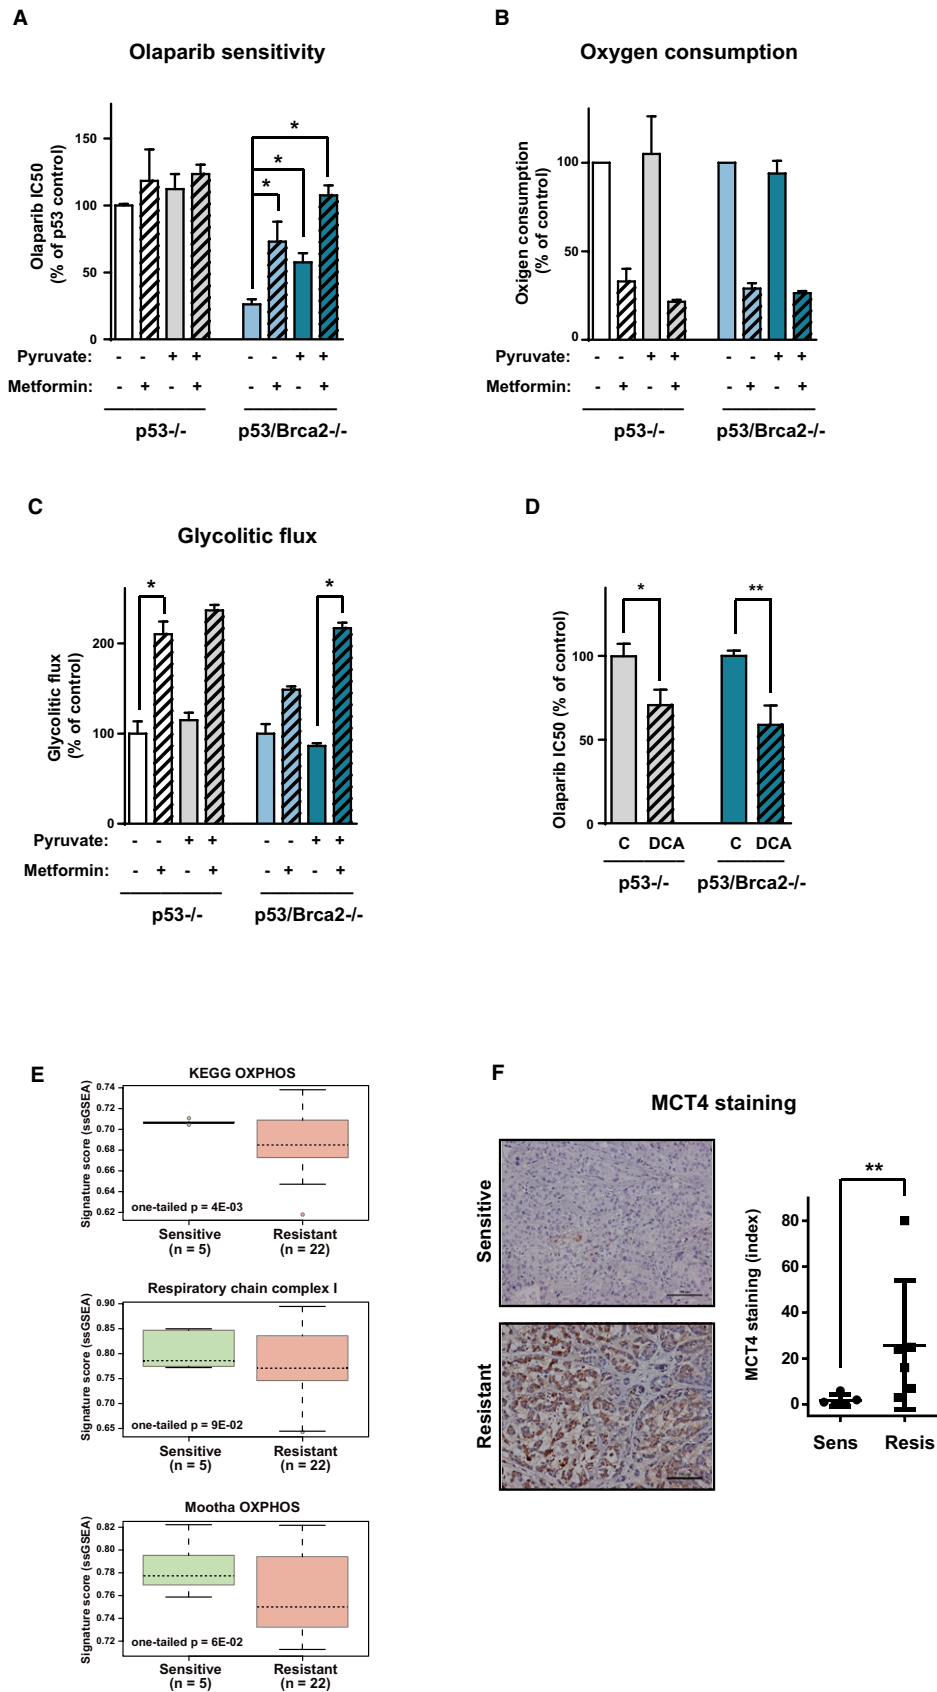 A
Olaparib sensitivity
Olaparib IC50
(% of p53 control)
150
100
50
0
*
*
*
Pyruvate: - - + + - - + +
Metformin: - + - + - + - +
p53-/- p53/Brca2-/-
B
Oxygen consumption
Oxigen consumption
(% of control)
100
50
0
Pyruvate: - - + + - - + +
Metformin: - + - + - + - +
p53-/- p53/Brca2-/-
C
Glycolitic flux
Glycolitic flux
(% of control)
200
100
0
* *
Pyruvate: - - + + - - + +
Metformin: - + - + - + - +
p53-/- p53/Brca2-/-
D
Olaparib IC50 (% of control)
100
50
0
* **
C DCA C DCA
p53-/- p53/Brca2-/-
E
KEGG OXPHOS
Signature score (ssGSEA)
0.74
0.72
0.70
0.68
0.66
0.64
0.62
one-tailed p = 4E-03
Sensitive Resistant
(n = 5) (n = 22)
Respiratory chain complex I
Signature score (ssGSEA)
0.90
0.85
0.80
0.75
0.70
0.65
one-tailed p = 9E-02
Sensitive Resistant
(n = 5) (n = 22)
Mootha OXPHOS
Signature score (ssGSEA)
0.82
0.80
0.78
0.76
0.74
0.72
one-tailed p = 6E-02
Sensitive Resistant
(n = 5) (n = 22)
F
MCT4 staining
Sensitive
Resistant
**
MCT4 staining (index)
80
60
40
20
0
Sens Resis